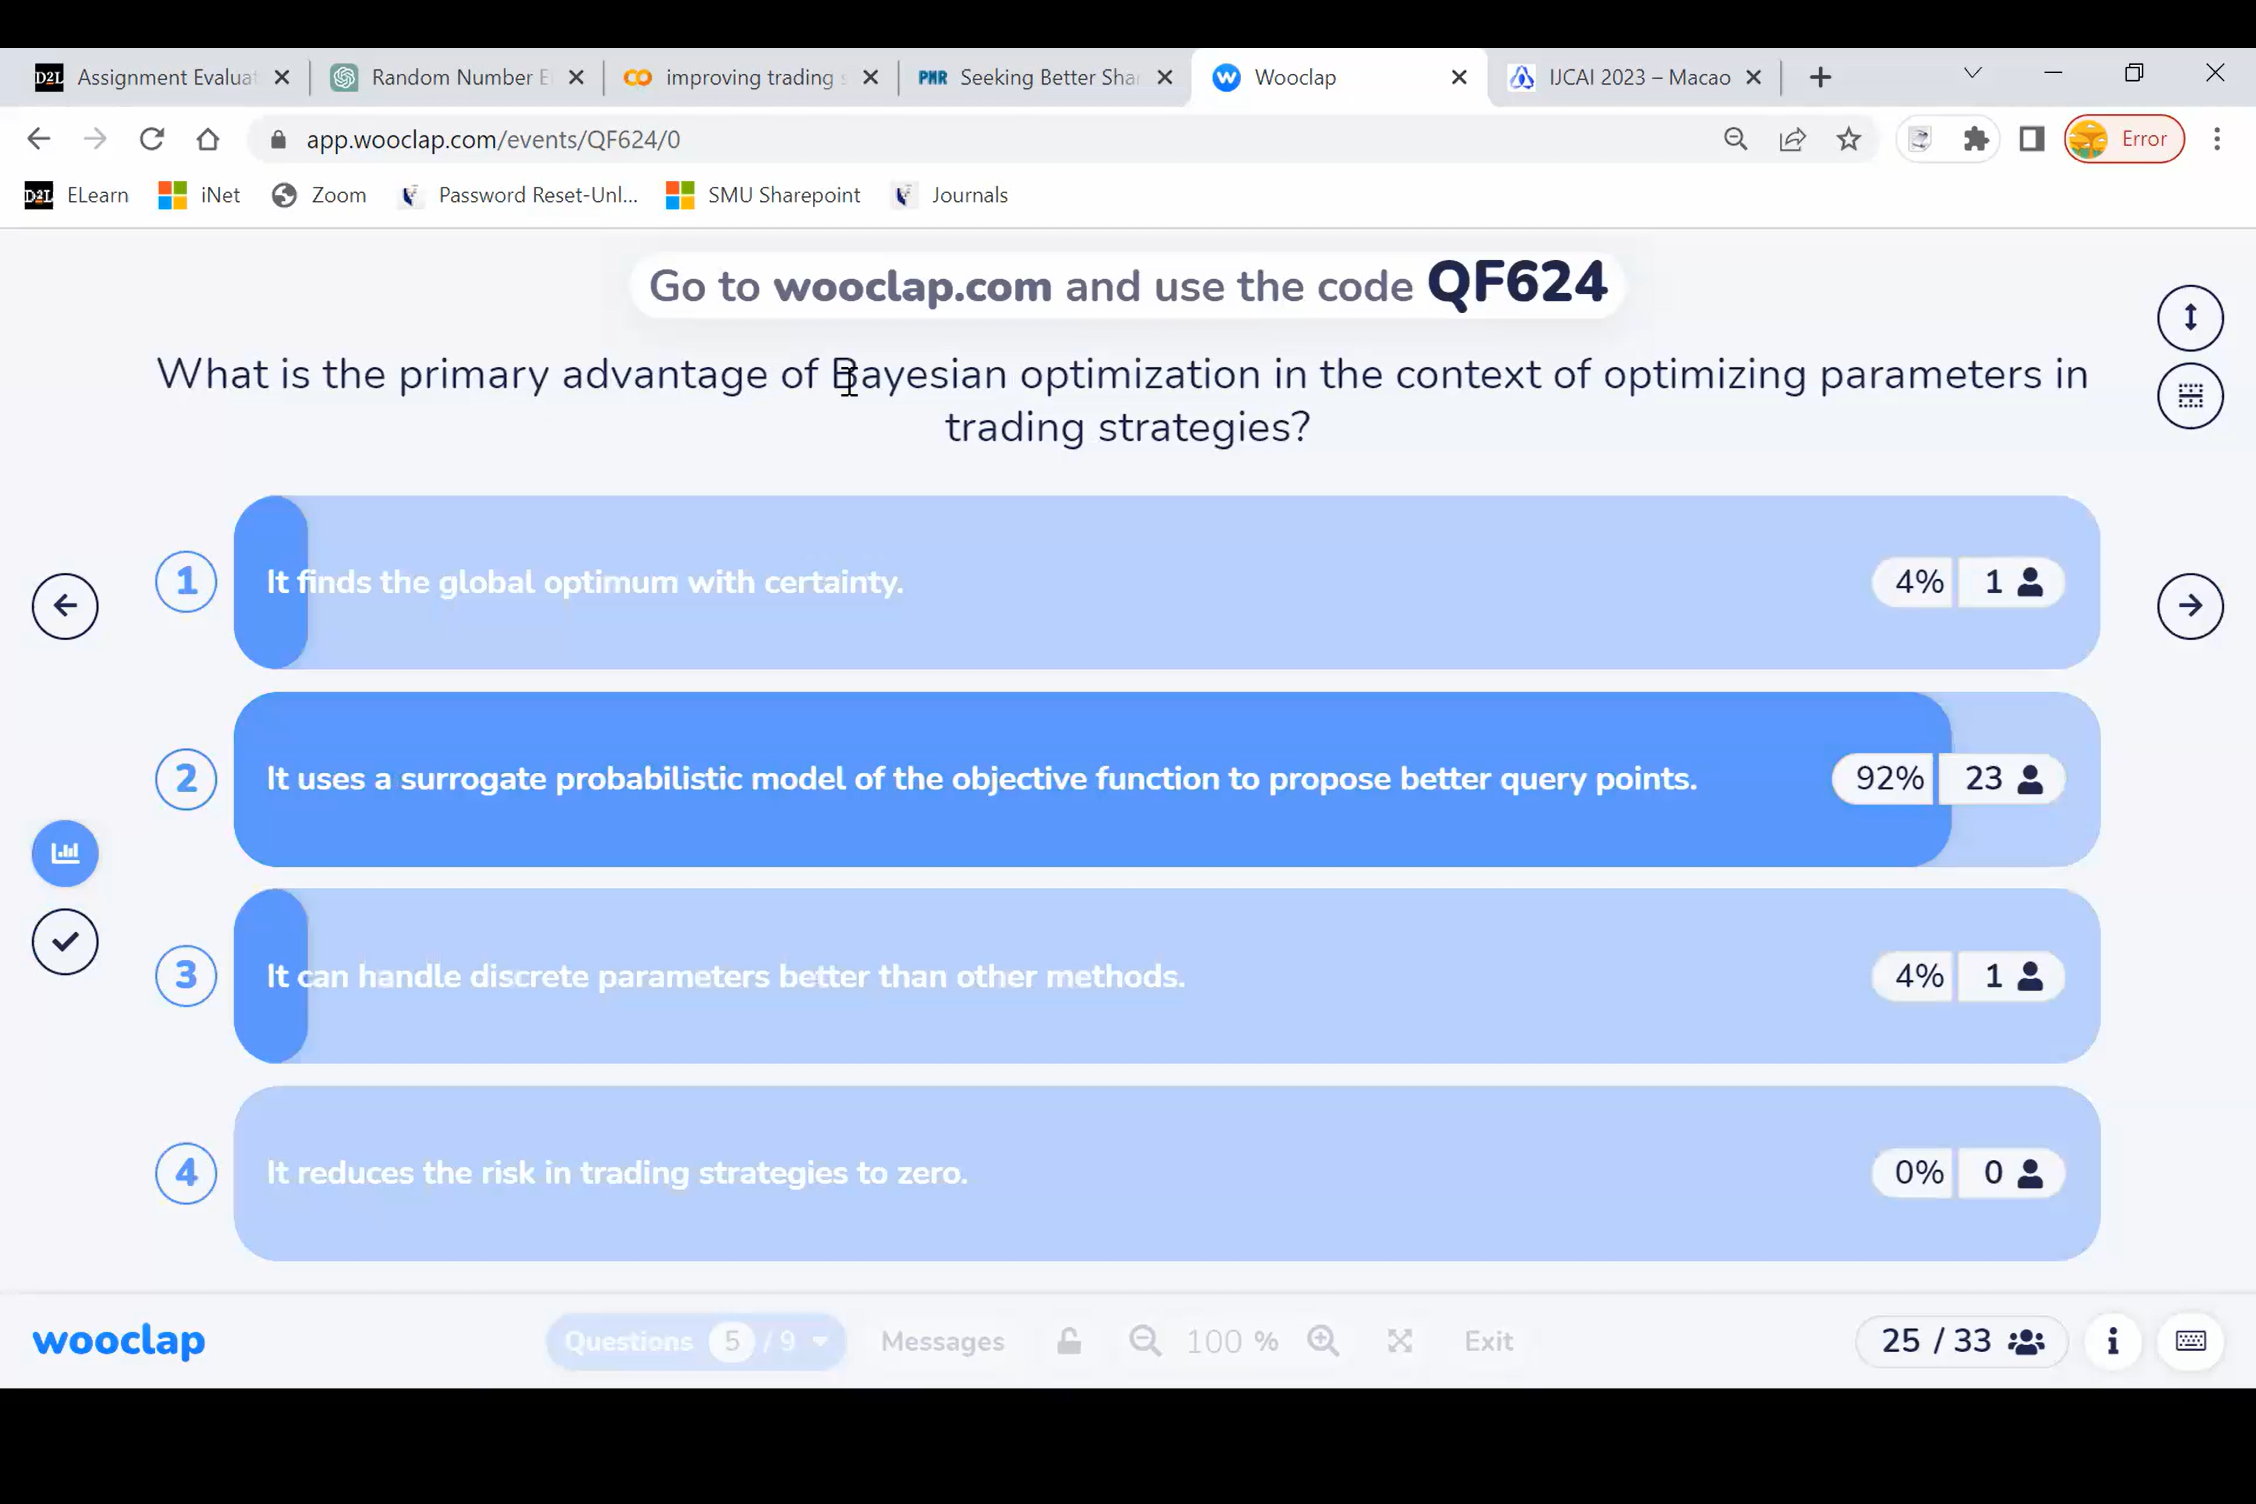 D2L Assignment Evaluat
Random Number E
improving trading s
PMR Seeking Better Sha
Wooclap
IJCAI 2023 – Macao
app.wooclap.com/events/QF624/0
Error
D2L ELearn
iNet
Zoom
Password Reset-Unl...
SMU Sharepoint
Journals
Go to wooclap.com and use the code QF624
What is the primary advantage of Bayesian optimization in the context of optimizing parameters in
trading strategies?
1 It finds the global optimum with certainty. 4% 1
2 It uses a surrogate probabilistic model of the objective function to propose better query points. 92% 23
3 It can handle discrete parameters better than other methods. 4% 1
4 It reduces the risk in trading strategies to zero. 0% 0
wooclap
Questions 5 / 9
Messages
100 %
Exit
25 / 33